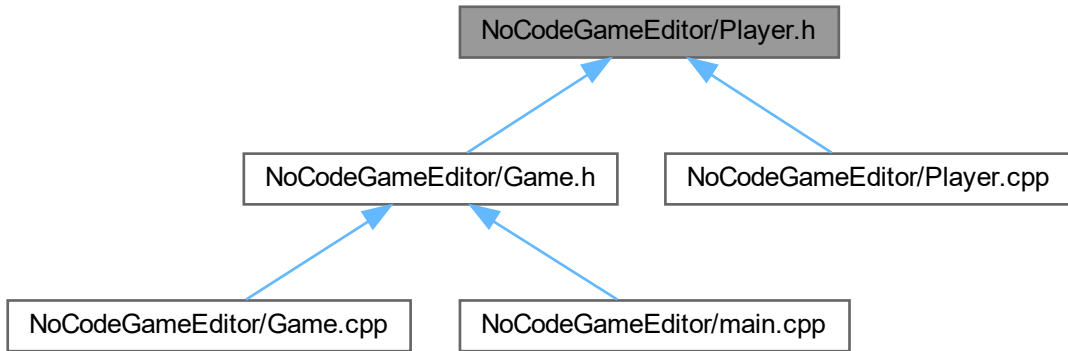 NoCodeGameEditor/Player.h
NoCodeGameEditor/Game.h
NoCodeGameEditor/Player.cpp
NoCodeGameEditor/Game.cpp
NoCodeGameEditor/main.cpp